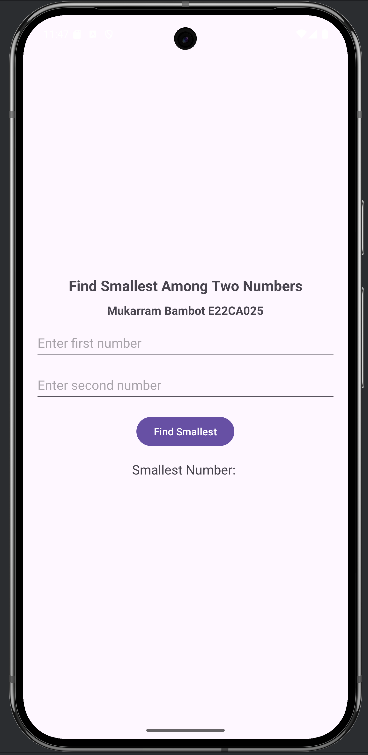 Find Smallest Among Two Numbers
Mukarram Bambot E22CA025
Enter first number
Enter second number
Find Smallest
Smallest Number: